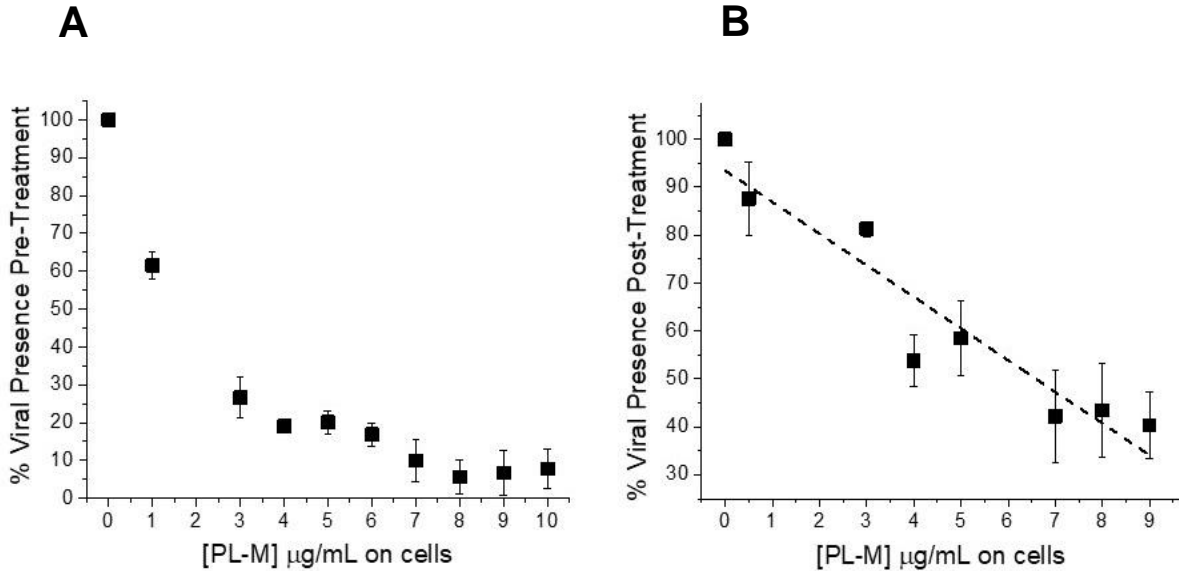 A
% Viral Presence Pre-Treatment
100
90
80
70
60
50
40
30
20
10
0
0 1 2 3 4 5 6 7 8 9 10
[PL-M] μg/mL on cells
B
% Viral Presence Post-Treatment
100
90
80
70
60
50
40
30
0 1 2 3 4 5 6 7 8 9
[PL-M] μg/mL on cells